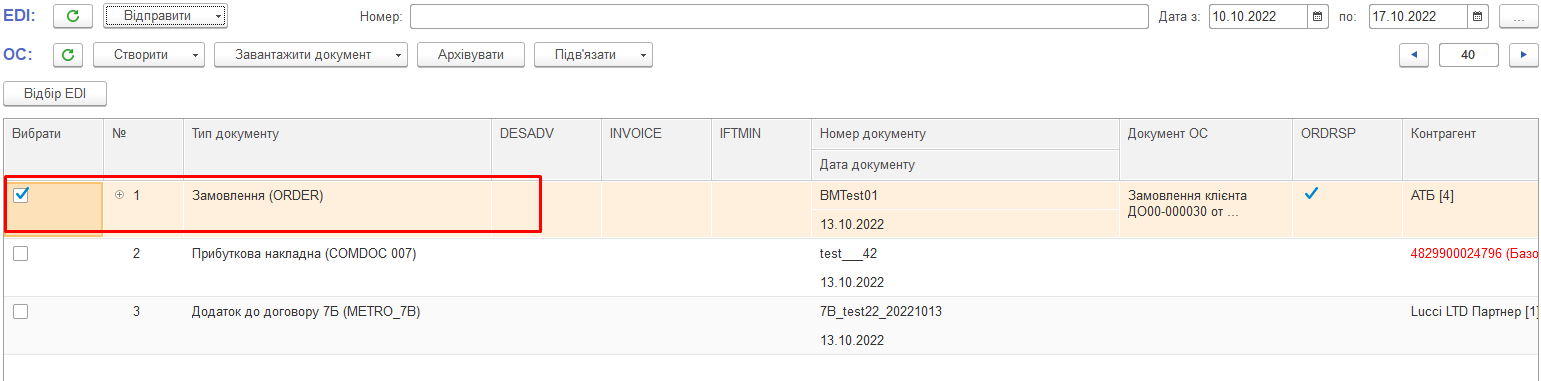 EDI: Відправити Номер: Дата з: 10.10.2022 по: 17.10.2022 ...
ОС: Створити Завантажити документ Архівувати Підв'язати 40
Відбір EDI
Вибрати № Тип документу DESADV INVOICE IFTMIN Номер документу Документ ОС ORDRSP Контрагент
Дата документу
1 Замовлення (ORDER) BMTest01 Замовлення клієнта АТБ [4]
ДО00-000030 от ...
13.10.2022
2 Прибуткова накладна (COMDOC 007) test___42 4829900024796 (Базо
13.10.2022
3 Додаток до договору 7Б (METRO_7B) 7B_test22_20221013 Lucci LTD Партнер [1]
13.10.2022